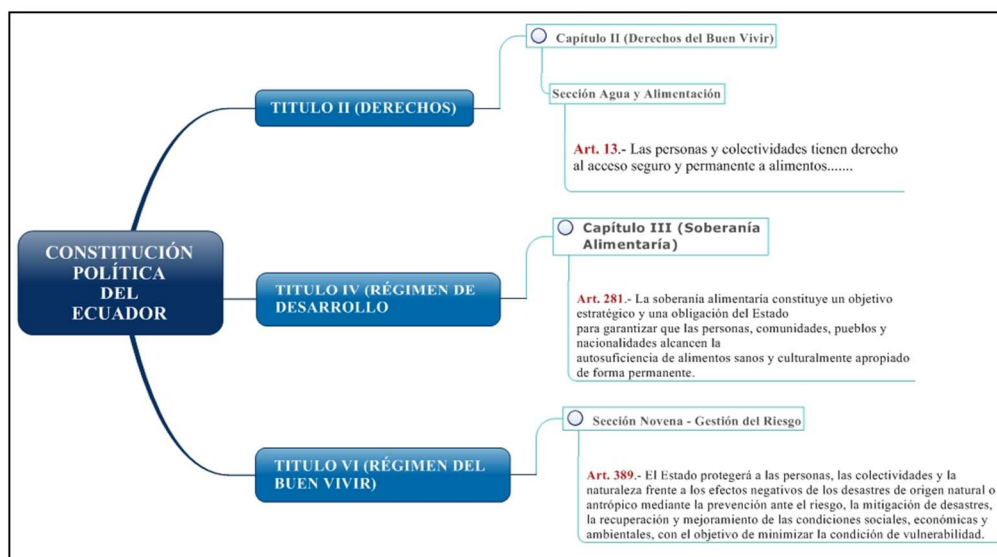 CONSTITUCIÓN
POLÍTICA
DEL
ECUADOR
TITULO II (DERECHOS)
Capítulo II (Derechos del Buen Vivir)
Sección Agua y Alimentación
Art. 13.- Las personas y colectividades tienen derecho
al acceso seguro y permanente a alimentos.......
TITULO IV (RÉGIMEN DE
DESARROLLO
Capítulo III (Soberanía
Alimentaría)
Art. 281.- La soberanía alimentaria constituye un objetivo
estratégico y una obligación del Estado
para garantizar que las personas, comunidades, pueblos y
nacionalidades alcancen la
autosuficiencia de alimentos sanos y culturalmente apropiado
de forma permanente.
TITULO VI (RÉGIMEN DEL
BUEN VIVIR)
Sección Novena - Gestión del Riesgo
Art. 389.- El Estado protegerá a las personas, las colectividades y la
naturaleza frente a los efectos negativos de los desastres de origen natural o
antrópico mediante la prevención ante el riesgo, la mitigación de desastres,
la recuperación y mejoramiento de las condiciones sociales, económicas y
ambientales, con el objetivo de minimizar la condición de vulnerabilidad.